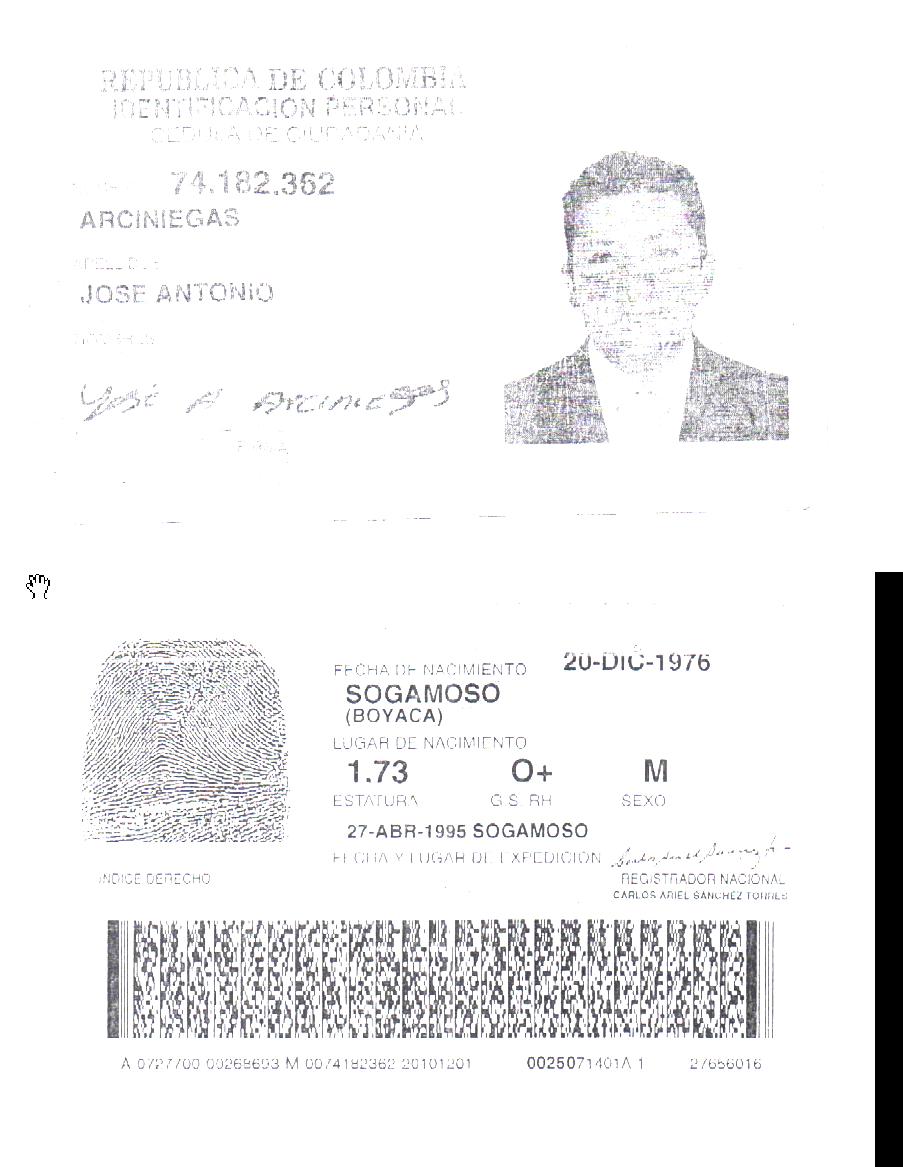 REPUBLICA DE COLOMBIA
IDENTIFICACION PERSONAL
CEDULA DE CIUDADANIA
74.182.362
ARCINIEGAS
APELLIDOS
JOSE ANTONIO
NOMBRES
José A Arciniegas
FIRMA
FECHA DE NACIMIENTO 20-DIC-1976
SOGAMOSO
(BOYACA)
LUGAR DE NACIMIENTO
1.73 O+ M
ESTATURA G.S. RH SEXO
27-ABR-1995 SOGAMOSO
FECHA Y LUGAR DE EXPEDICION
INDICE DERECHO
REGISTRADOR NACIONAL
CARLOS ARIEL SANCHEZ TORRES
A 0727700 00268693 M 0074182362 20101201 0025071401A 1 27656016